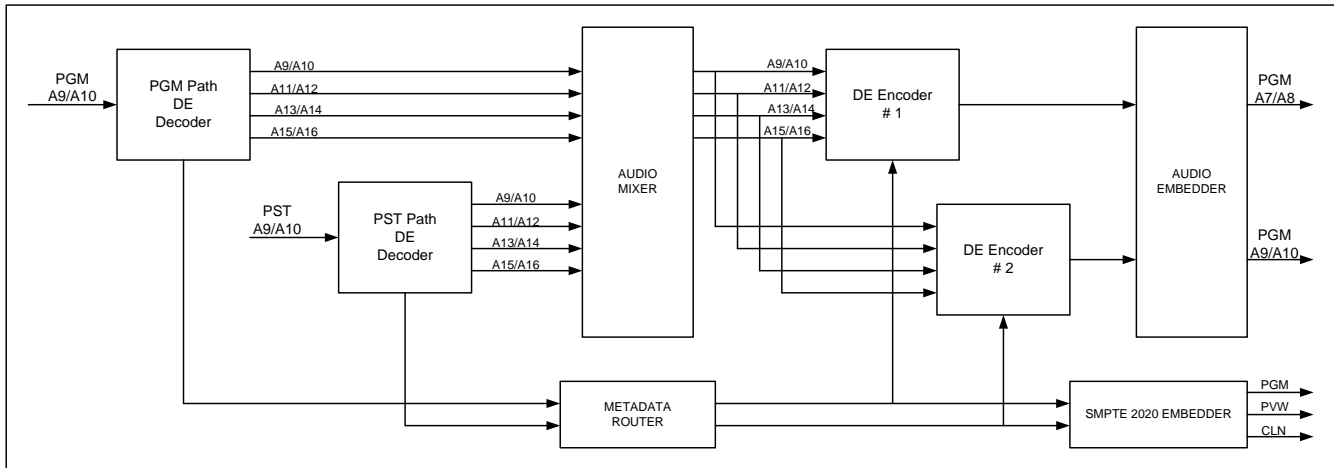 PGM
A9/A10
PGM Path
DE
Decoder
A9/A10
A11/A12
A13/A14
A15/A16
PST
A9/A10
PST Path
DE
Decoder
A9/A10
A11/A12
A13/A14
A15/A16
AUDIO
MIXER
A9/A10
A11/A12
A13/A14
A15/A16
DE Encoder
# 1
DE Encoder
# 2
AUDIO
EMBEDDER
PGM
A7/A8
PGM
A9/A10
METADATA
ROUTER
SMPTE 2020 EMBEDDER
PGM
PVW
CLN